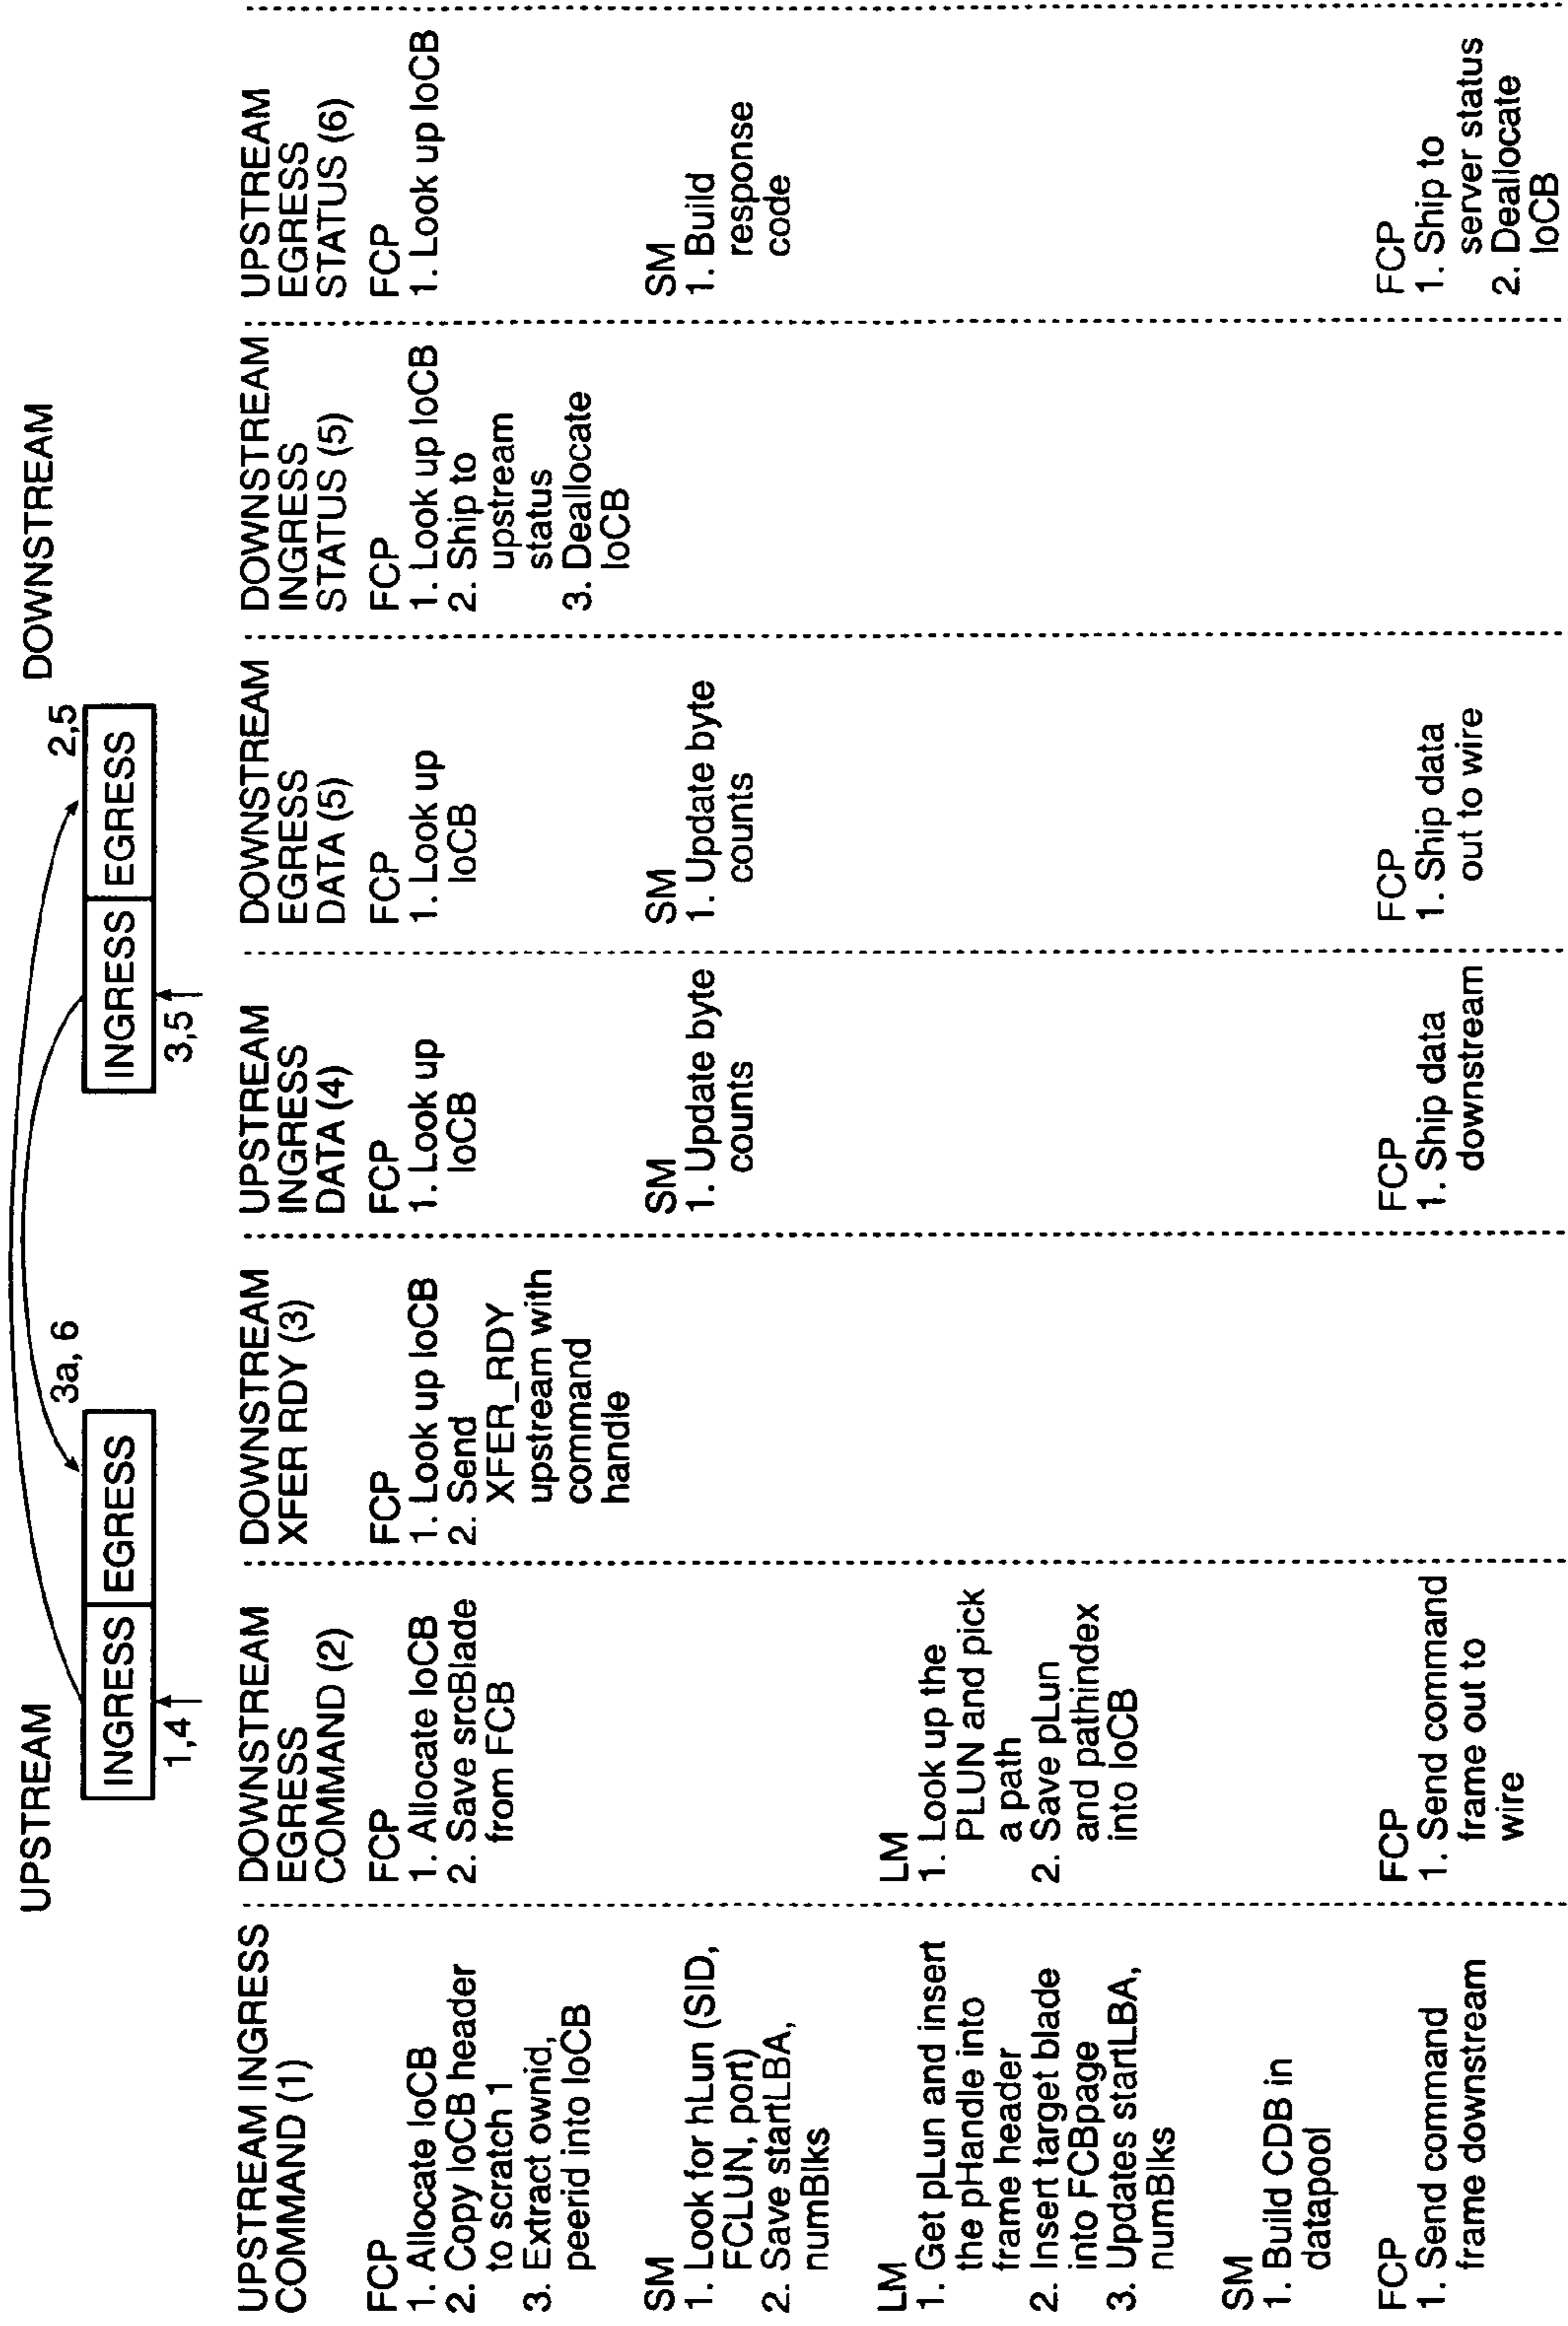 UPSTREAM
DOWNSTREAM
INGRESS
EGRESS
1,4
3a, 6
INGRESS
EGRESS
3,5
2,5
UPSTREAM INGRESS
COMMAND (1)
FCP
1. Allocate IoCB
2. Copy IoCB header
to scratch 1
3. Extract ownid,
peerid into IoCB
SM
1. Look for hLun (SID,
FCLUN, port)
2. Save startLBA,
numBlks
LM
1. Get pLun and insert
the pHandle into
frame header
2. Insert target blade
into FCBpage
3. Updates startLBA,
numBlks
SM
1. Build CDB in
datapool
FCP
1. Send command
frame downstream
DOWNSTREAM
EGRESS
COMMAND (2)
FCP
1. Allocate IoCB
2. Save srcBlade
from FCB
LM
1. Look up the
PLUN and pick
a path
2. Save pLun
and pathindex
into IoCB
FCP
1. Send command
frame out to
wire
DOWNSTREAM
XFER RDY (3)
FCP
1. Look up IoCB
2. Send
XFER_RDY
upstream with
command
handle
UPSTREAM
INGRESS
DATA (4)
FCP
1. Look up
IoCB
SM
1. Update byte
counts
FCP
1. Ship data
downstream
DOWNSTREAM
EGRESS
DATA (5)
FCP
1. Look up
IoCB
SM
1. Update byte
counts
FCP
1. Ship data
out to wire
DOWNSTREAM
INGRESS
STATUS (5)
FCP
1. Look up IoCB
2. Ship to
upstream
status
3. Deallocate
IoCB
UPSTREAM
EGRESS
STATUS (6)
FCP
1. Look up IoCB
SM
1. Build
response
code
FCP
1. Ship to
server status
2. Deallocate
IoCB